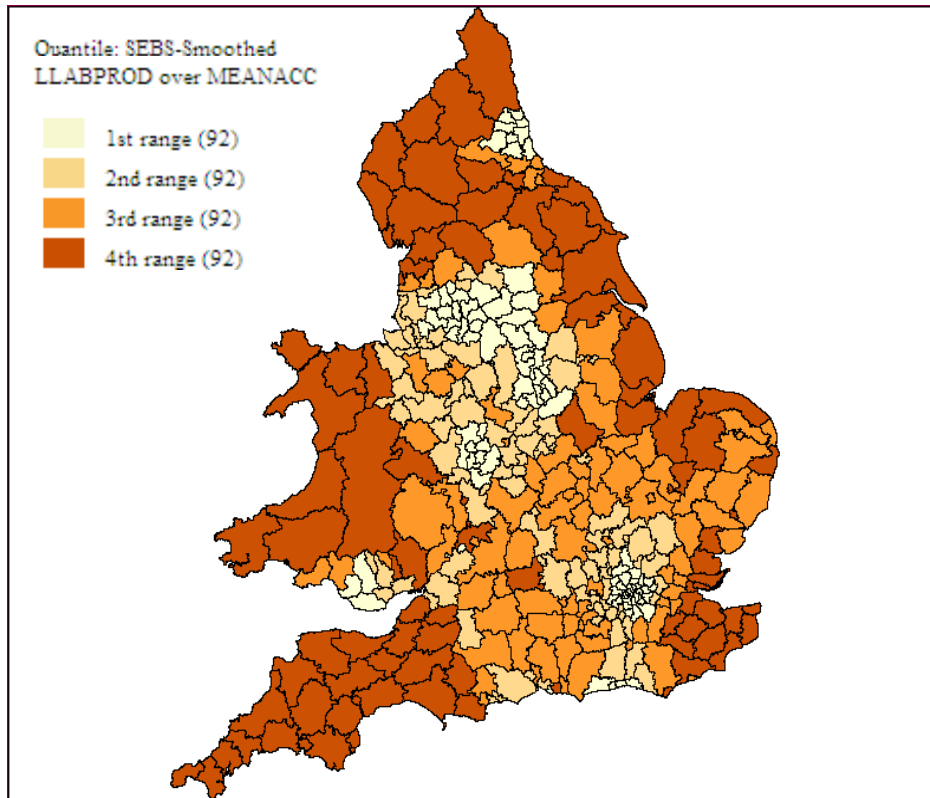 Quantile: SEBS-Smoothed
LLABPROD over MEANACC
1st range (92)
2nd range (92)
3rd range (92)
4th range (92)